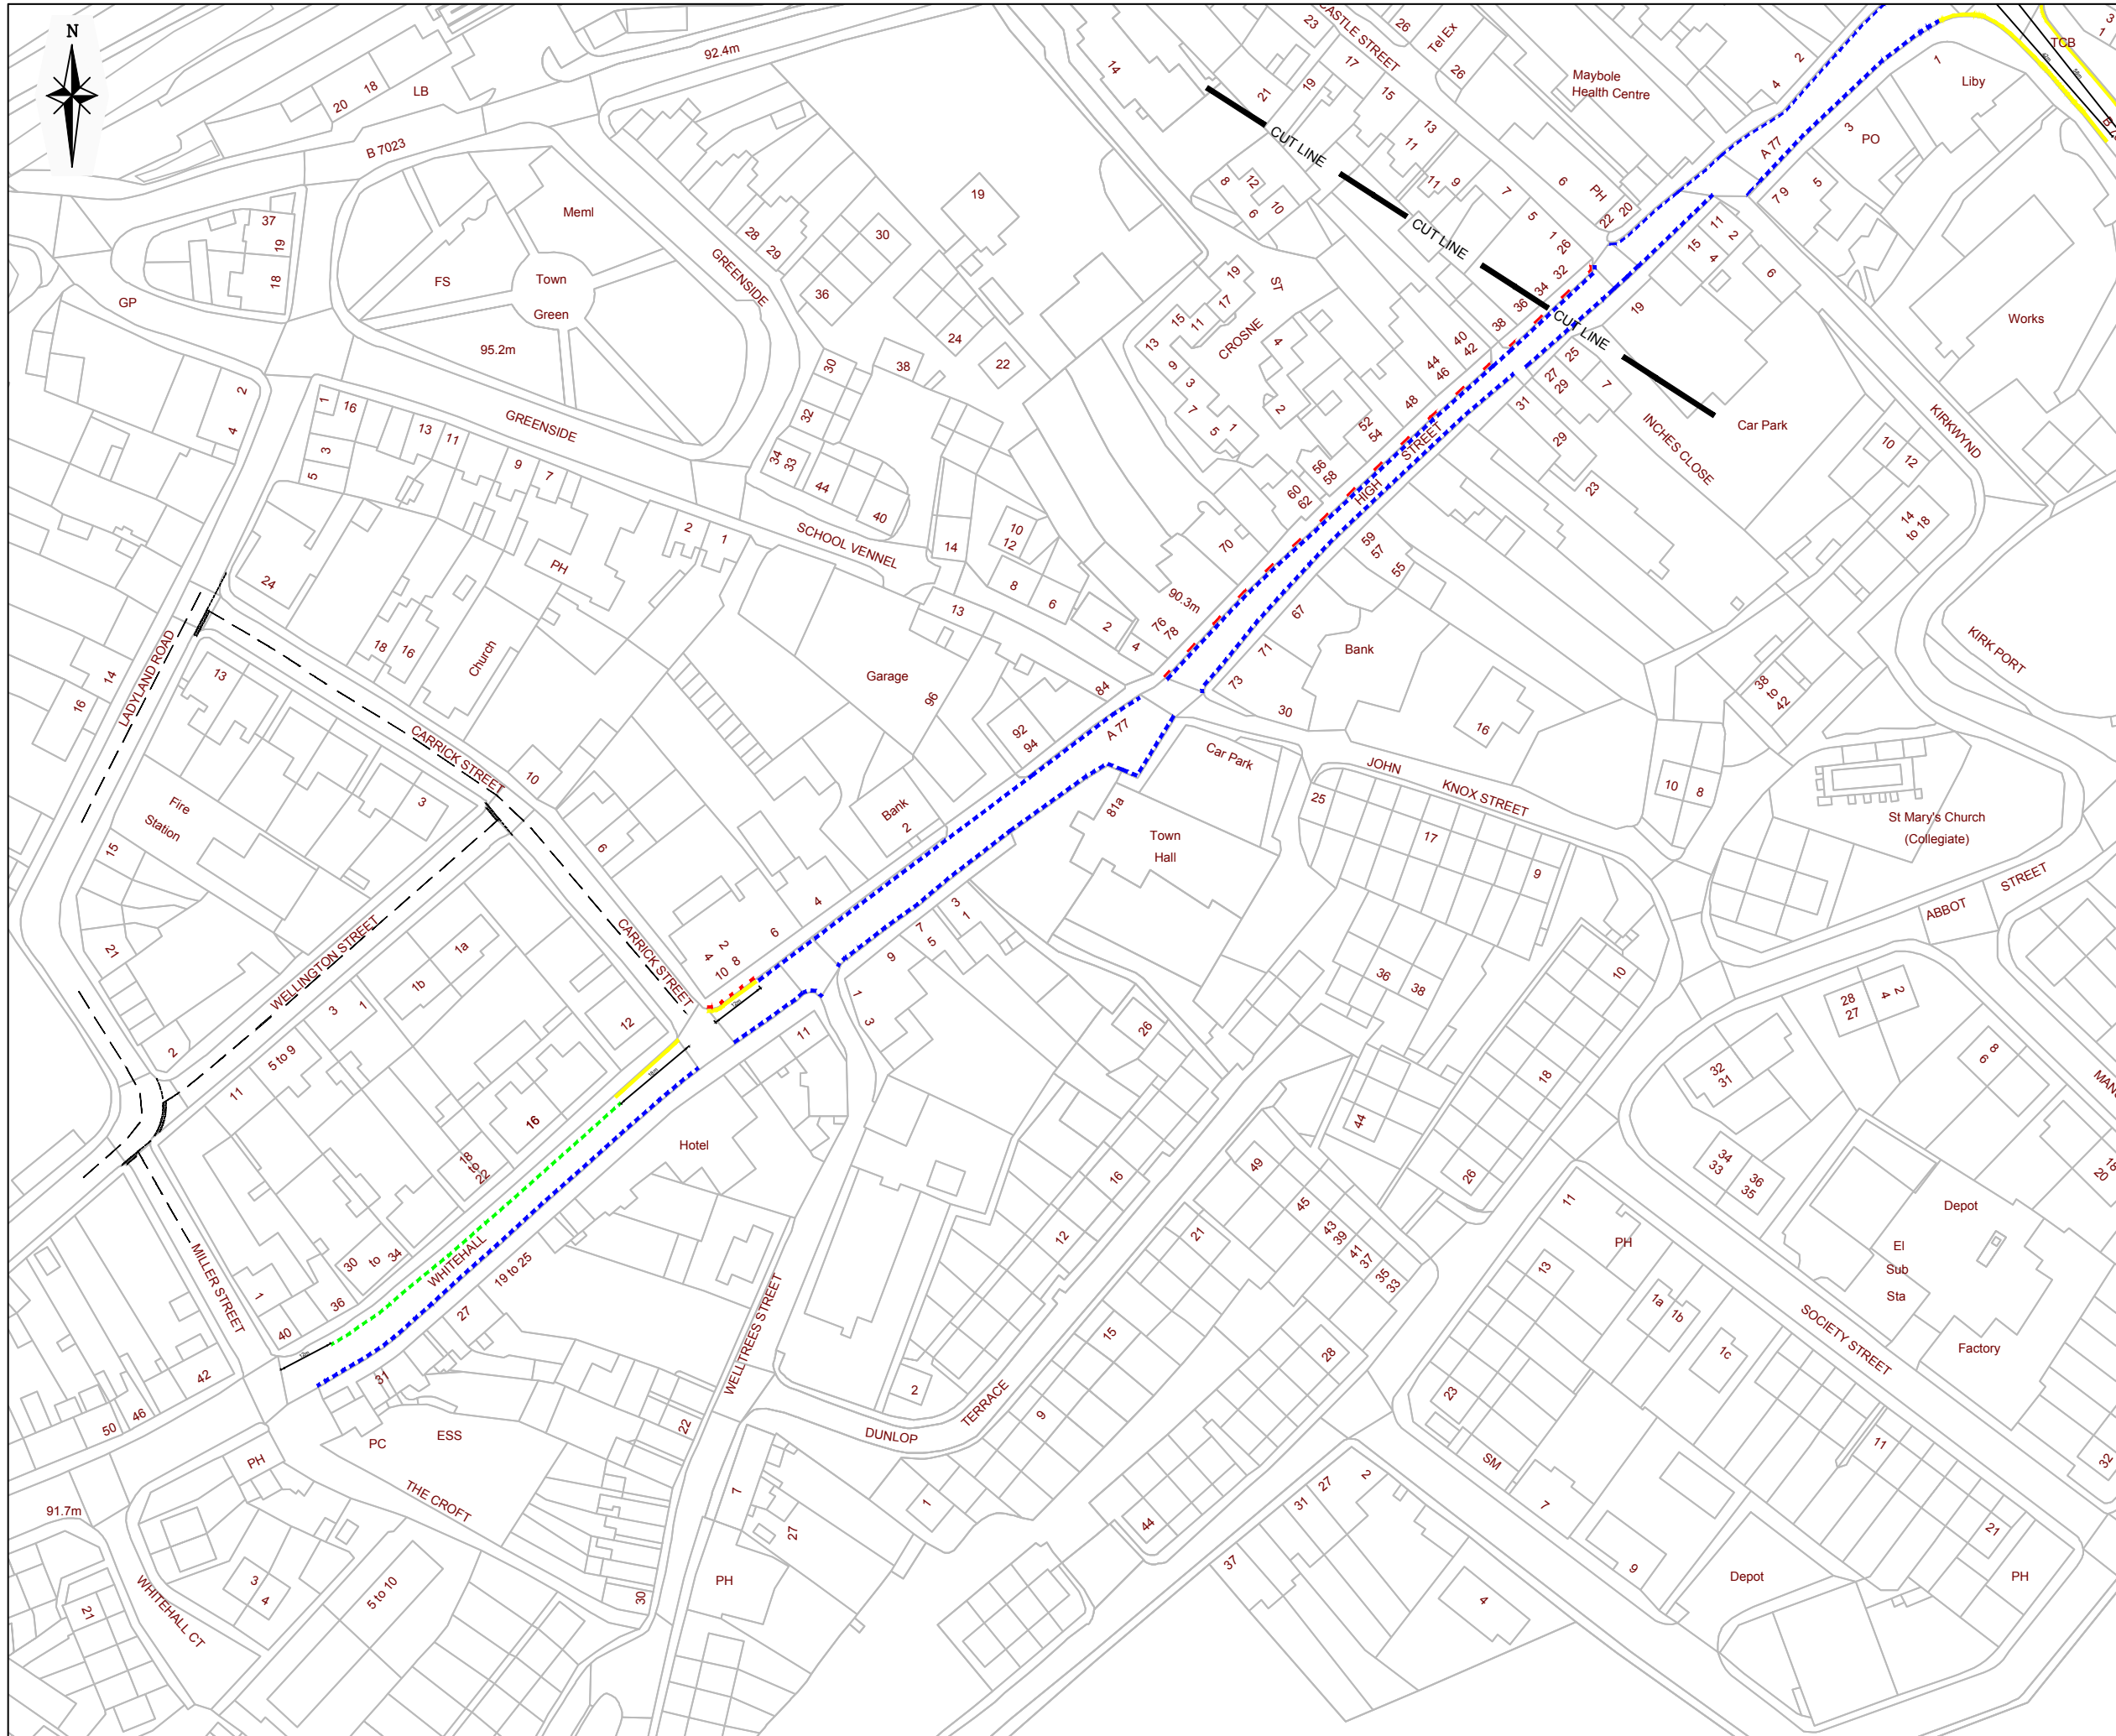 N
92.4m
14
23
CASTLE STREET
26
Tel Ex
26
17
15
21
19
Maybole
Health Centre
2
4
TCB
3
1
1
Liby
20
18
LB
B 7023
CUT LINE
13
11
11
9
7
5
1
26
6
PH
22
20
A 77
3
PO
5
7 9
37
19
18
GP
Meml
FS
Town
Green
95.2m
28
29
GREENSIDE
30
36
19
24
22
8
12
6
10
CUT LINE
32
34
36
38
CUT LINE
11
2
15
4
6
19
Works
ST
CROSNE
19
17
15
11
13
9
3
7
5
1
4
2
40
42
44
46
48
52
54
56
58
60
62
70
HIGH
STREET
25
27
29
7
31
29
23
INCHES CLOSE
Car Park
KIRKWYND
10
12
14
to 18
2
4
1
16
3
5
13
11
9
7
GREENSIDE
30
32
34
33
44
40
38
SCHOOL VENNEL
2
1
14
10
12
8
6
13
2
4
90.3m
76
78
84
59
57
55
67
71
73
Bank
30
16
38
to
42
KIRK PORT
24
PH
18
16
Church
LADYLAND ROAD
14
16
13
Garage
96
92
94
A 77
Car Park
JOHN
KNOX STREET
10
8
St Mary's Church
(Collegiate)
CARRICK STREET
10
Fire
Station
3
15
6
Bank
2
81a
Town
Hall
25
17
9
STREET
ABBOT
WELLINGTON STREET
21
1a
1b
3
1
2
5 to 9
11
CARRICK STREET
4
6
2
4
8
10
3
1
7
5
9
12
11
1
3
26
36
38
10
28
27
2
4
8
6
32
31
16
18
to
22
Hotel
44
18
26
34
33
36
35
18
20
Depot
El
Sub
Sta
Factory
MILLER STREET
1
40
36
30
to
34
WHITEHALL
19 to 25
27
31
42
46
50
PC
ESS
PH
THE CROFT
91.7m
WHITEHALL CT
21
3
4
5 to 10
WELLTREES STREET
22
30
7
27
PH
2
DUNLOP
TERRACE
16
12
49
45
43
39
41
37
35
33
21
15
9
1
28
44
11
PH
13
1a
1b
1c
SOCIETY STREET
23
SM
7
9
2
27
31
37
4
Depot
11
21
PH
32